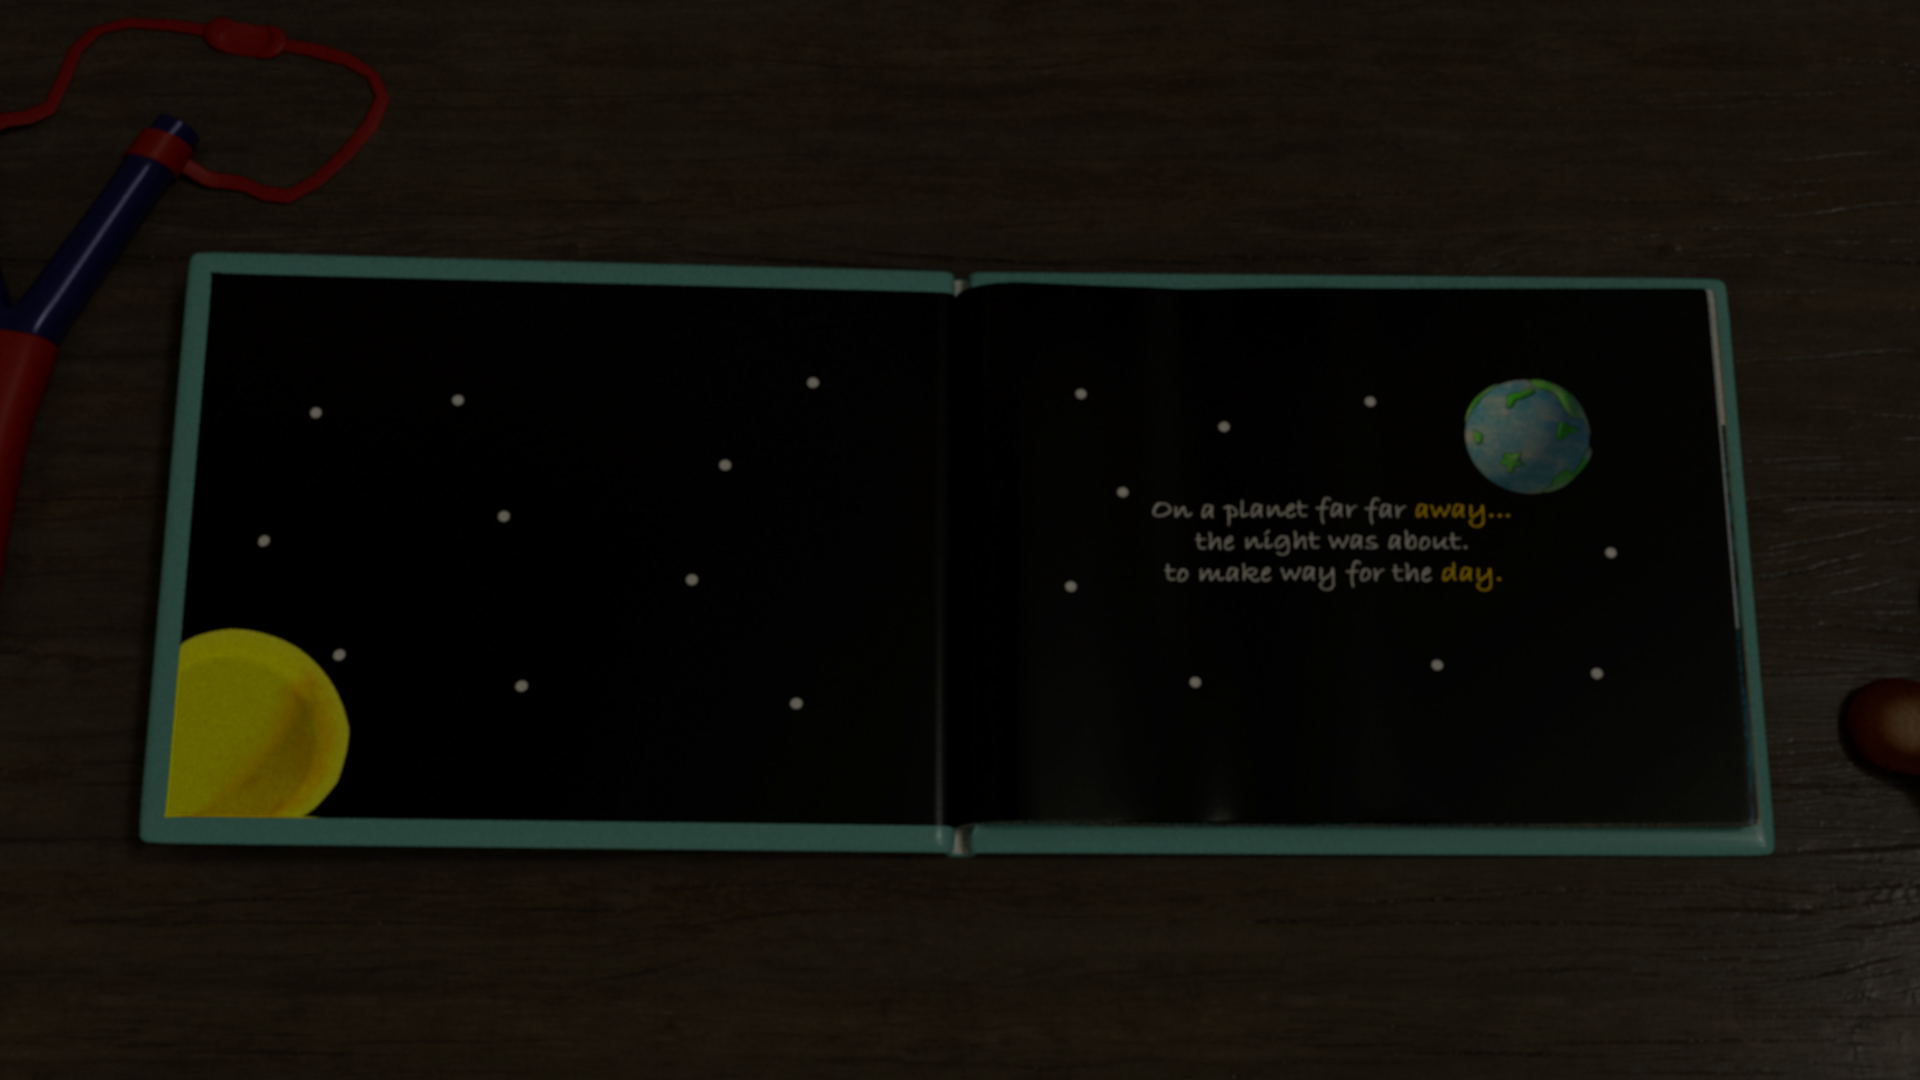 On a planet far far away...
the night was about.
to make way for the day.